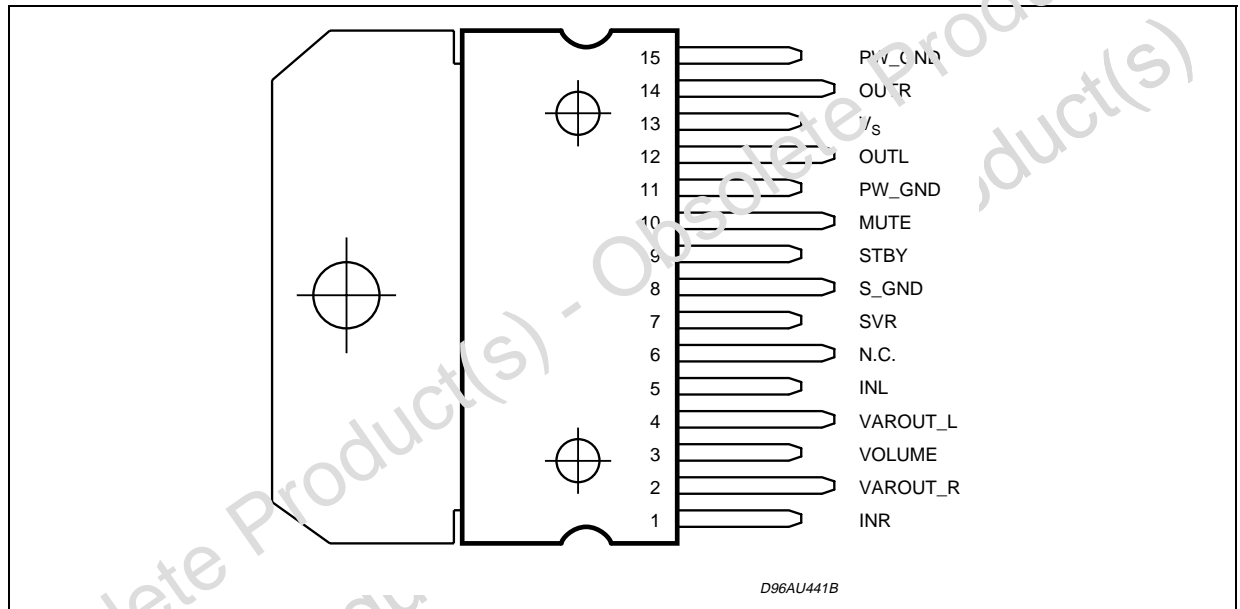 15 PW_GND
14 OUTR
13 VS
12 OUTL
11 PW_GND
10 MUTE
9 STBY
8 S_GND
7 SVR
6 N.C.
5 INL
4 VAROUT_L
3 VOLUME
2 VAROUT_R
1 INR
D96AU441B
Obsolete Product(s) - Obsolete Product(s)